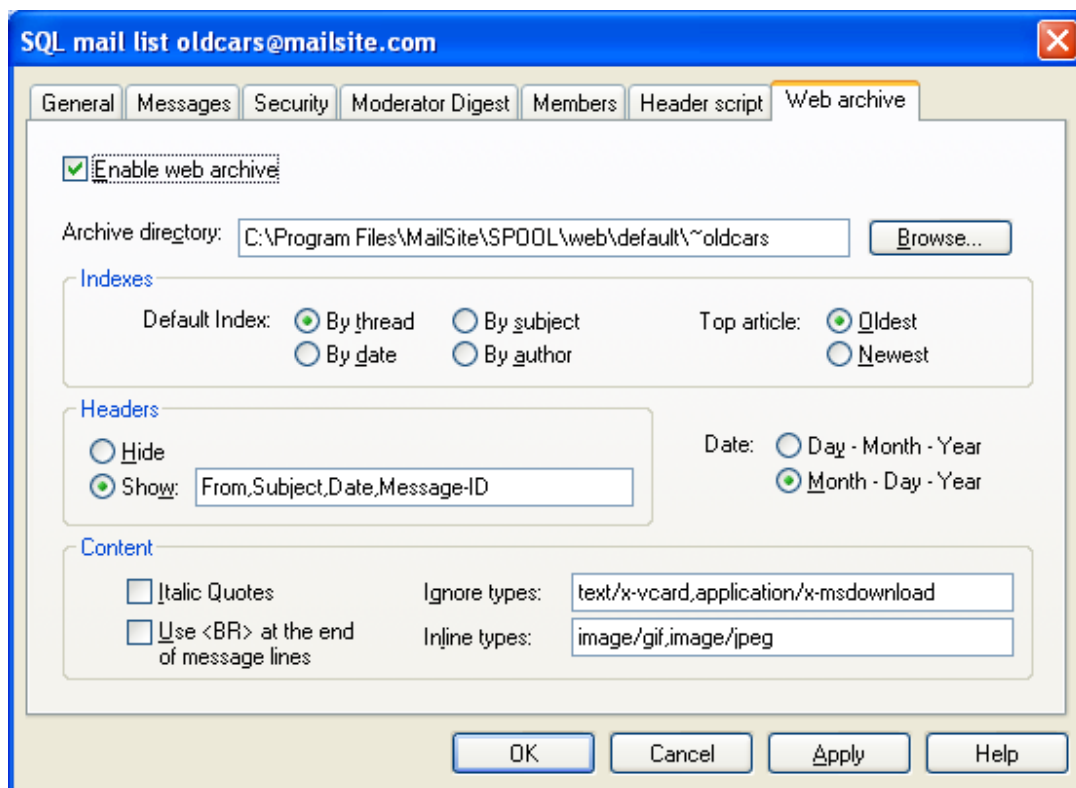 SQL mail list oldcars@mailsite.com
General Messages Security Moderator Digest Members Header script Web archive
Enable web archive
Archive directory: C:\Program Files\MailSite\SPOOL\web\default\~oldcars Browse...
Indexes
Default Index: By thread By subject Top article: Oldest
By date By author Newest
Headers
Hide Date: Day - Month - Year
Show: From,Subject,Date,Message-ID Month - Day - Year
Content
Italic Quotes Ignore types: text/x-vcard,application/x-msdownload
Use <BR> at the end Inline types: image/gif,image/jpeg
of message lines
OK Cancel Apply Help